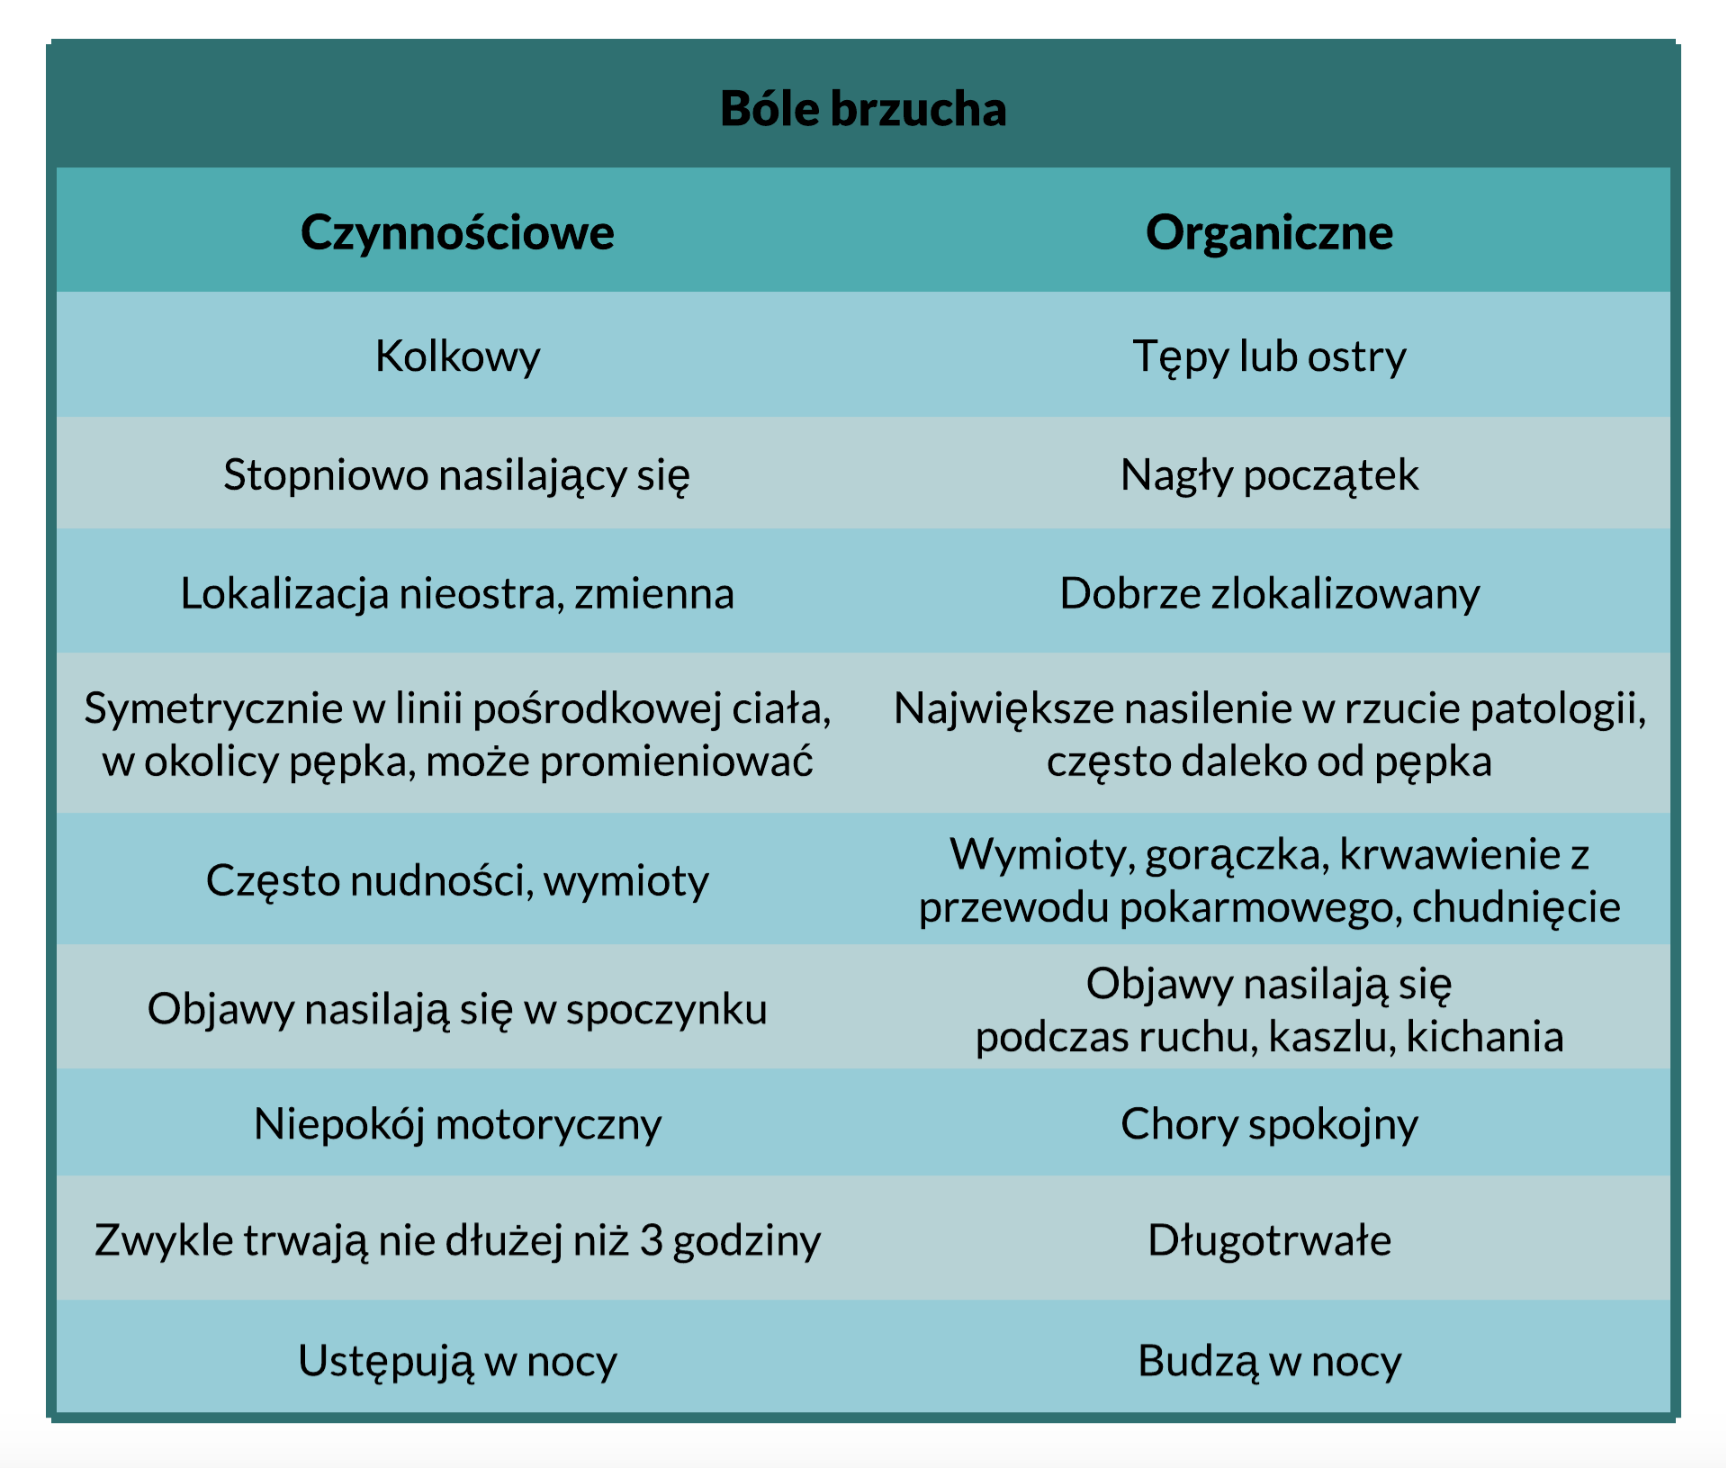 Bóle brzucha
Czynnościowe
Organiczne
Kolkowy
Tępy lub ostry
Stopniowo nasilający się
Nagły początek
Lokalizacja nieostra, zmienna
Dobrze zlokalizowany
Symetrycznie w linii pośrodkowej ciała,
w okolicy pępka, może promieniować
Największe nasilenie w rzucie patologii,
często daleko od pępka
Często nudności, wymioty
Wymioty, gorączka, krwawienie z
przewodu pokarmowego, chudnięcie
Objawy nasilają się w spoczynku
Objawy nasilają się
podczas ruchu, kaszlu, kichania
Niepokój motoryczny
Chory spokojny
Zwykle trwają nie dłużej niż 3 godziny
Długotrwałe
Ustępują w nocy
Budzą w nocy